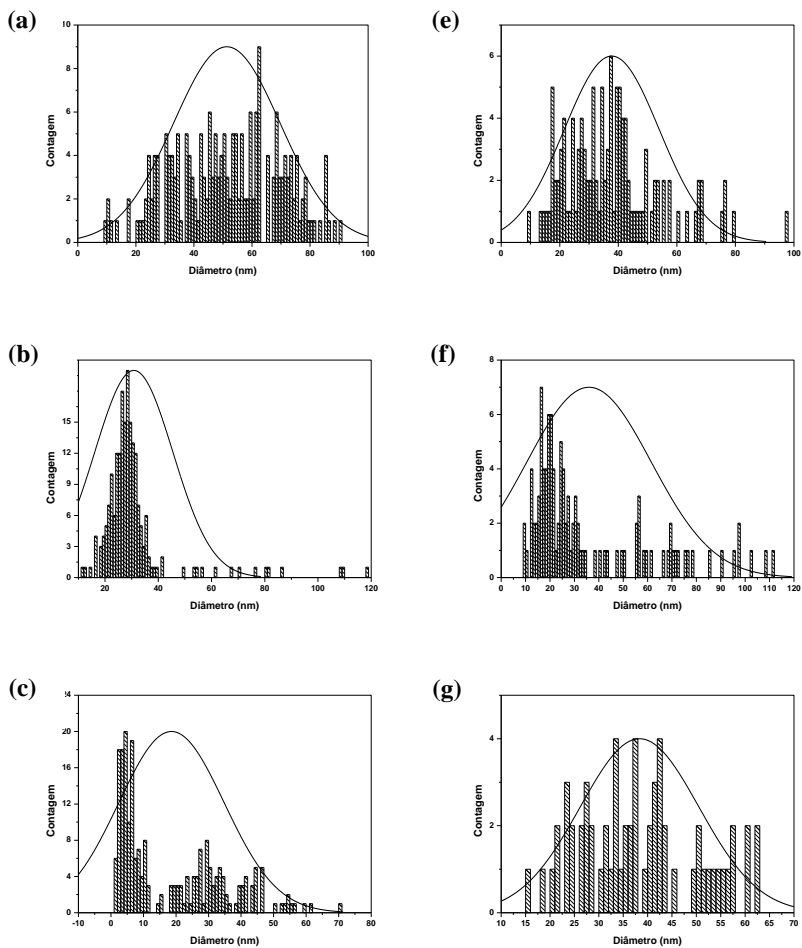 (a)
10
8
6
4
2
0
Contagem
0 20 40 60 80 100
Diâmetro (nm)
(e)
8
6
4
2
0
Contagem
0 20 40 60 80 100
Diâmetro (nm)
(b)
15
12
9
6
3
0
Contagem
20 40 60 80 100 120
Diâmetro (nm)
(f)
8
6
4
2
0
Contagem
0 10 20 30 40 50 60 70 80 90 100 110 120
Diâmetro (nm)
(c)
24
20
16
12
8
4
0
Contagem
-10 0 10 20 30 40 50 60 70 80
Diâmetro (nm)
(g)
4
2
0
Contagem
10 15 20 25 30 35 40 45 50 55 60 65 70
Diâmetro (nm)